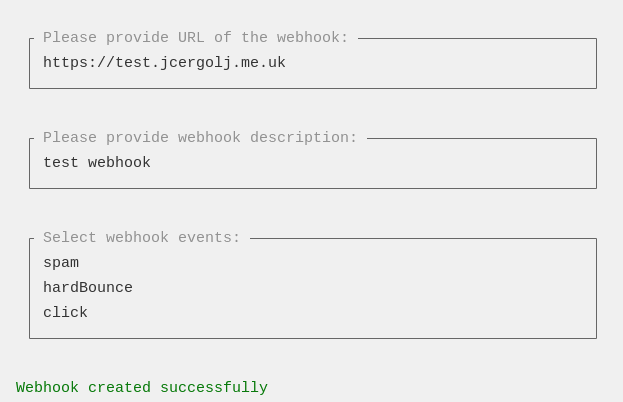 Please provide URL of the webhook:
https://test.jcergolj.me.uk
Please provide webhook description:
test webhook
Select webhook events:
spam
hardBounce
click
Webhook created successfully